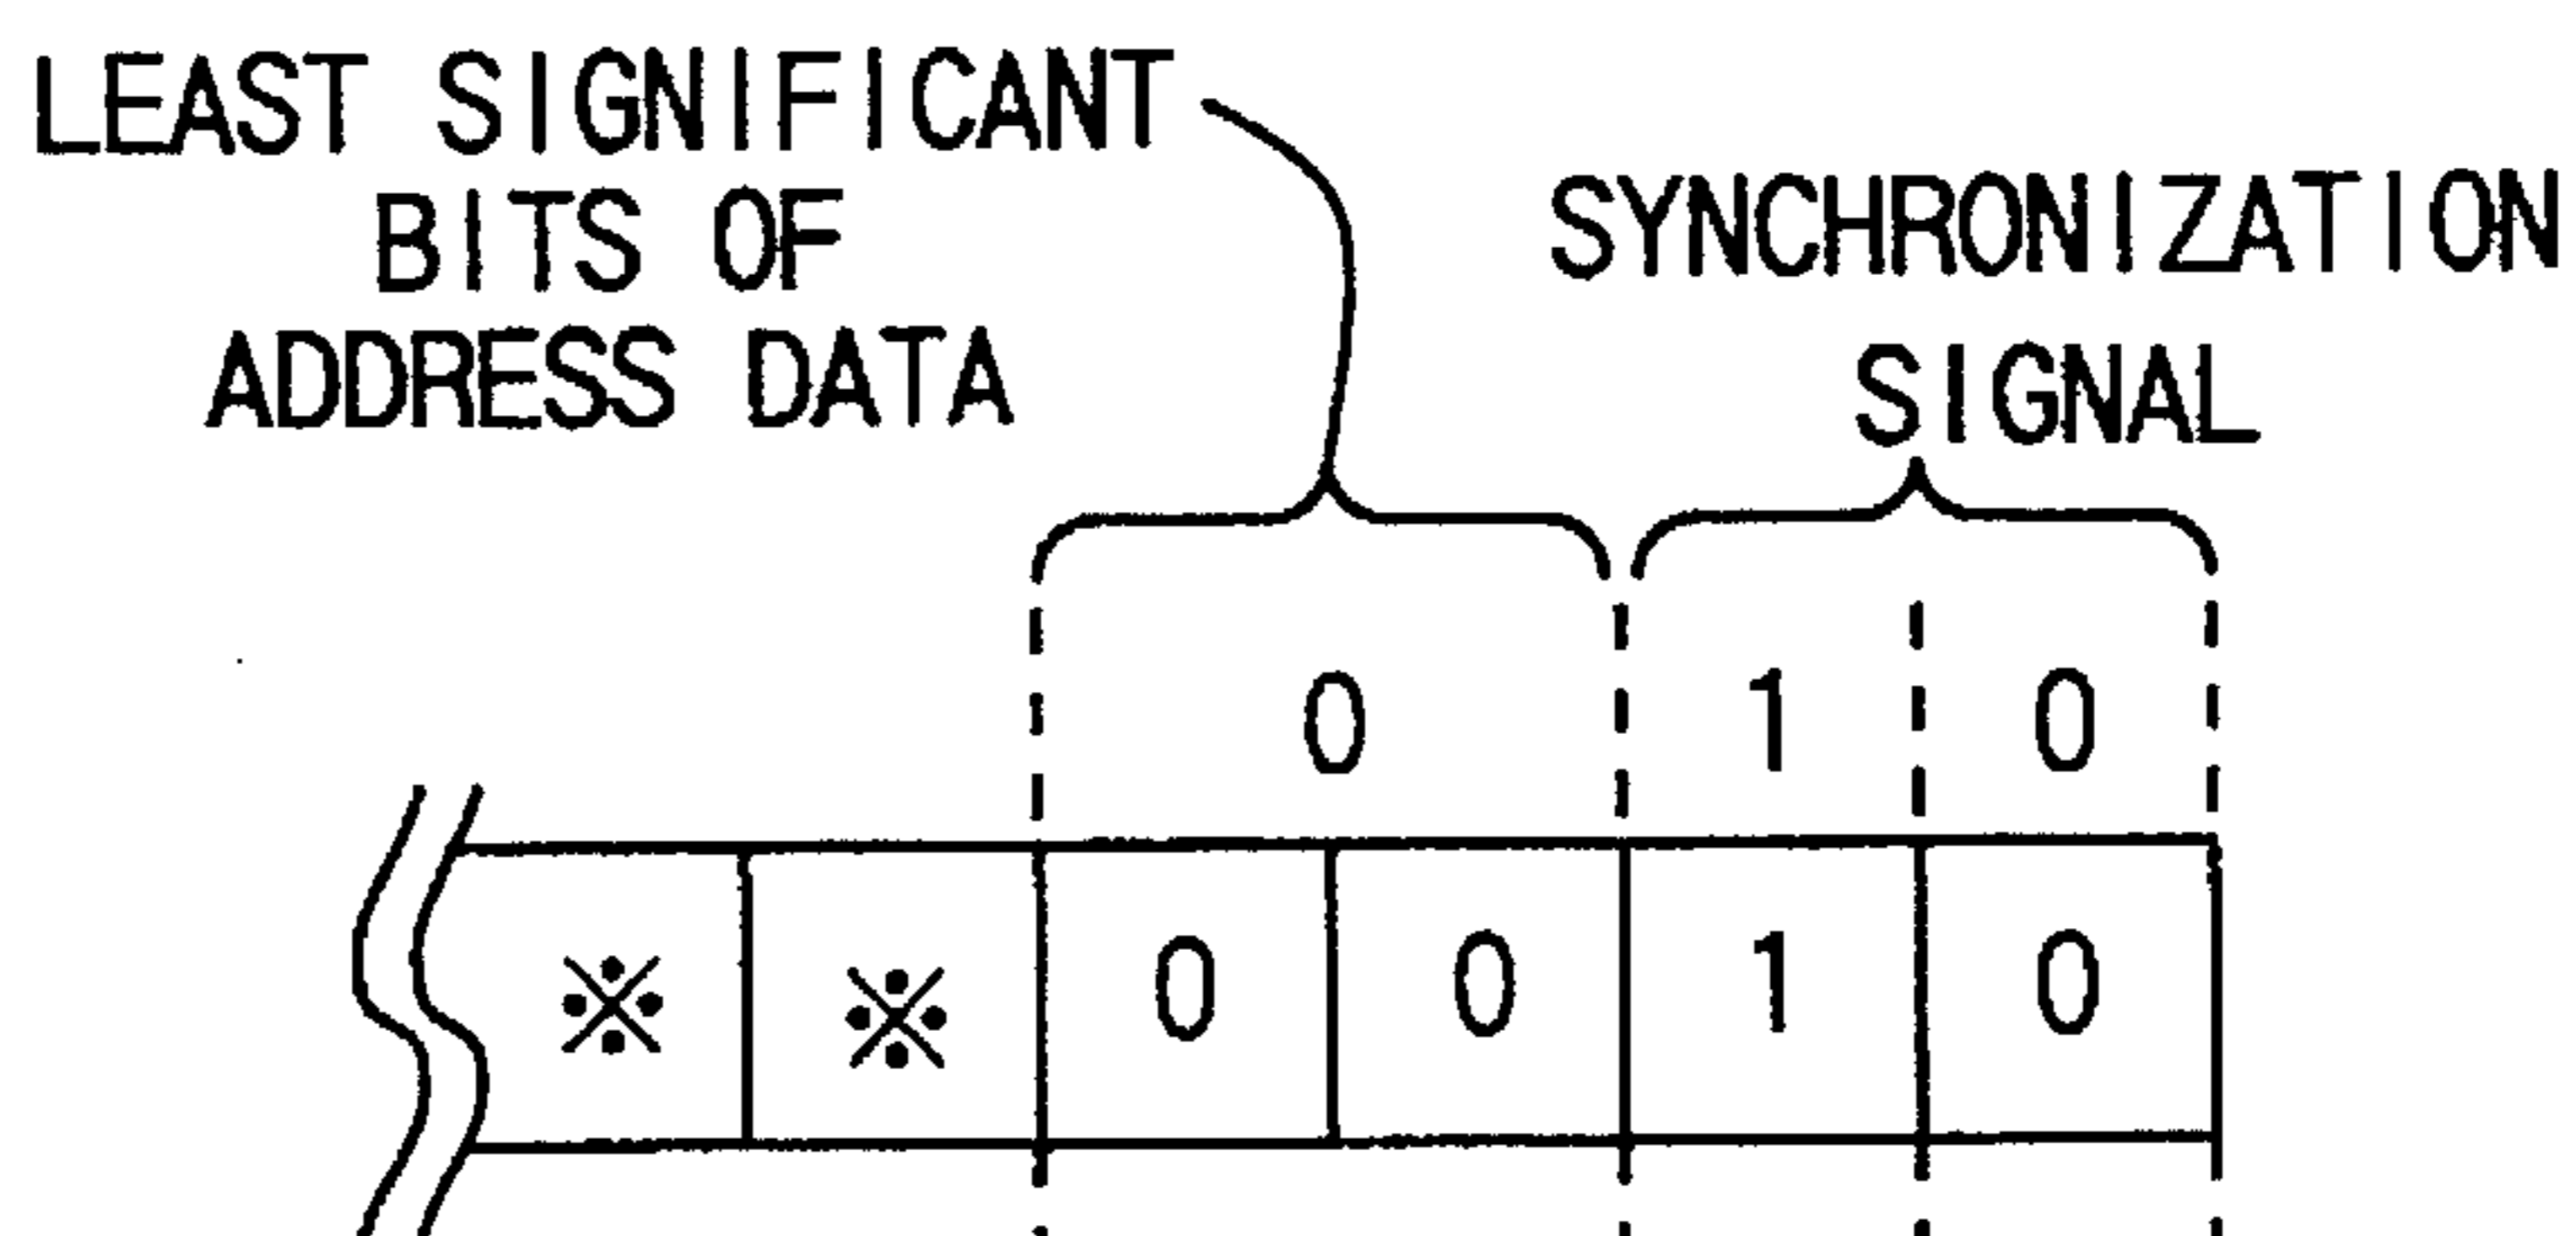 LEAST SIGNIFICANT
BITS OF
ADDRESS DATA
SYNCHRONIZATION
SIGNAL
0 1 0
※ ※ 0 0 1 0